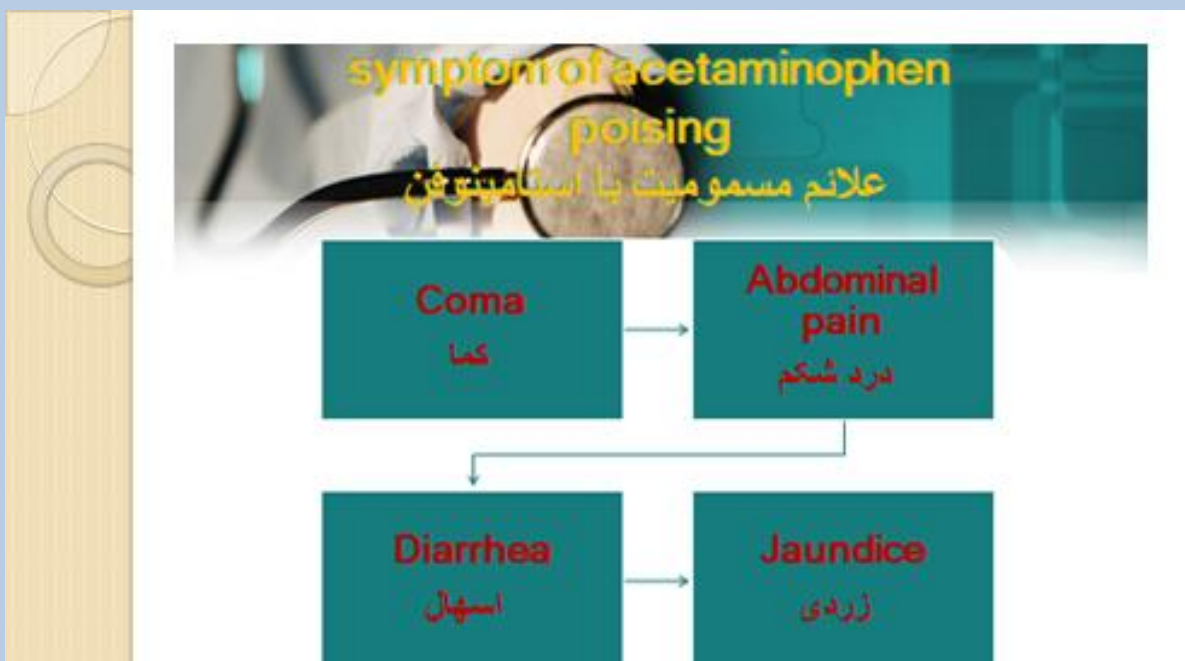 symptom of acetaminophen
poising
علائم مسمومیت با استامینوفن
Coma
کما
Abdominal
pain
درد شکم
Diarrhea
اسهال
Jaundice
زردی